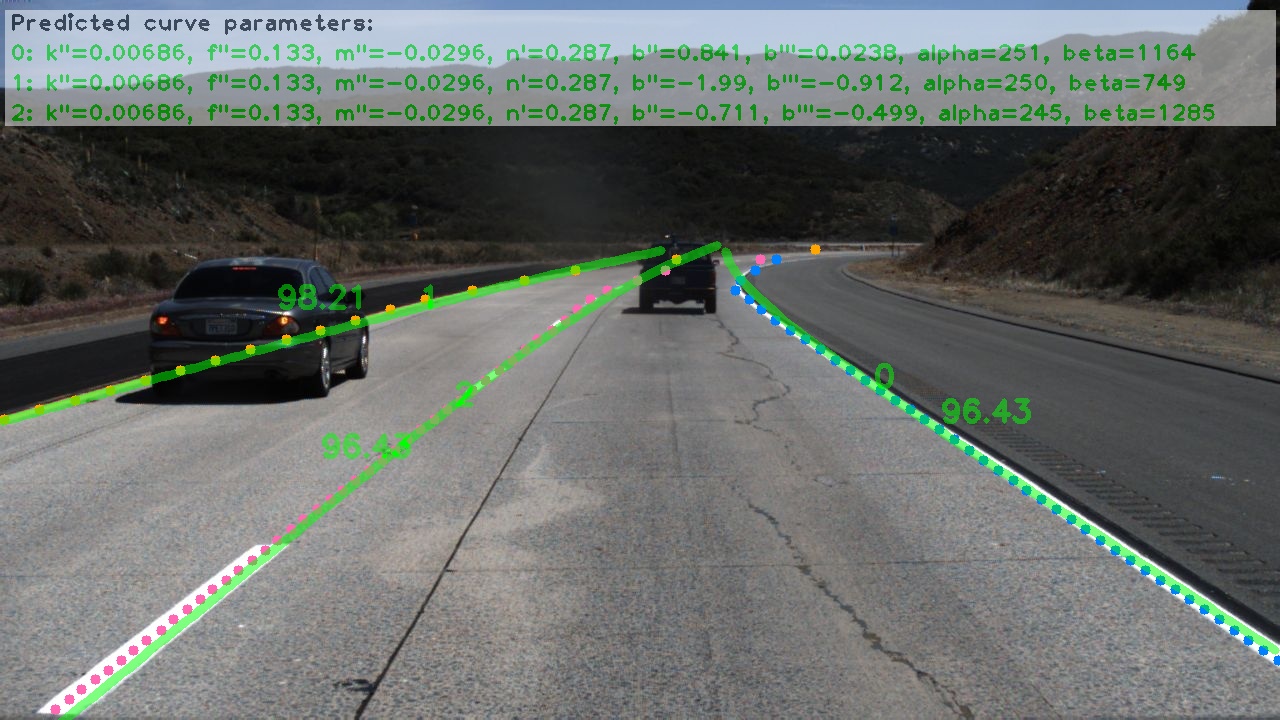 Predicted curve parameters:
0: k"=0.00686, f"=0.133, m"=-0.0296, n'=0.287, b"=0.841, b'"=0.0238, alpha=251, beta=1164
1: k"=0.00686, f"=0.133, m"=-0.0296, n'=0.287, b"=-1.99, b'"=-0.912, alpha=250, beta=749
2: k"=0.00686, f"=0.133, m"=-0.0296, n'=0.287, b"=-0.711, b'"=-0.499, alpha=245, beta=1285
98.21
1
0
2
96.43
96.43